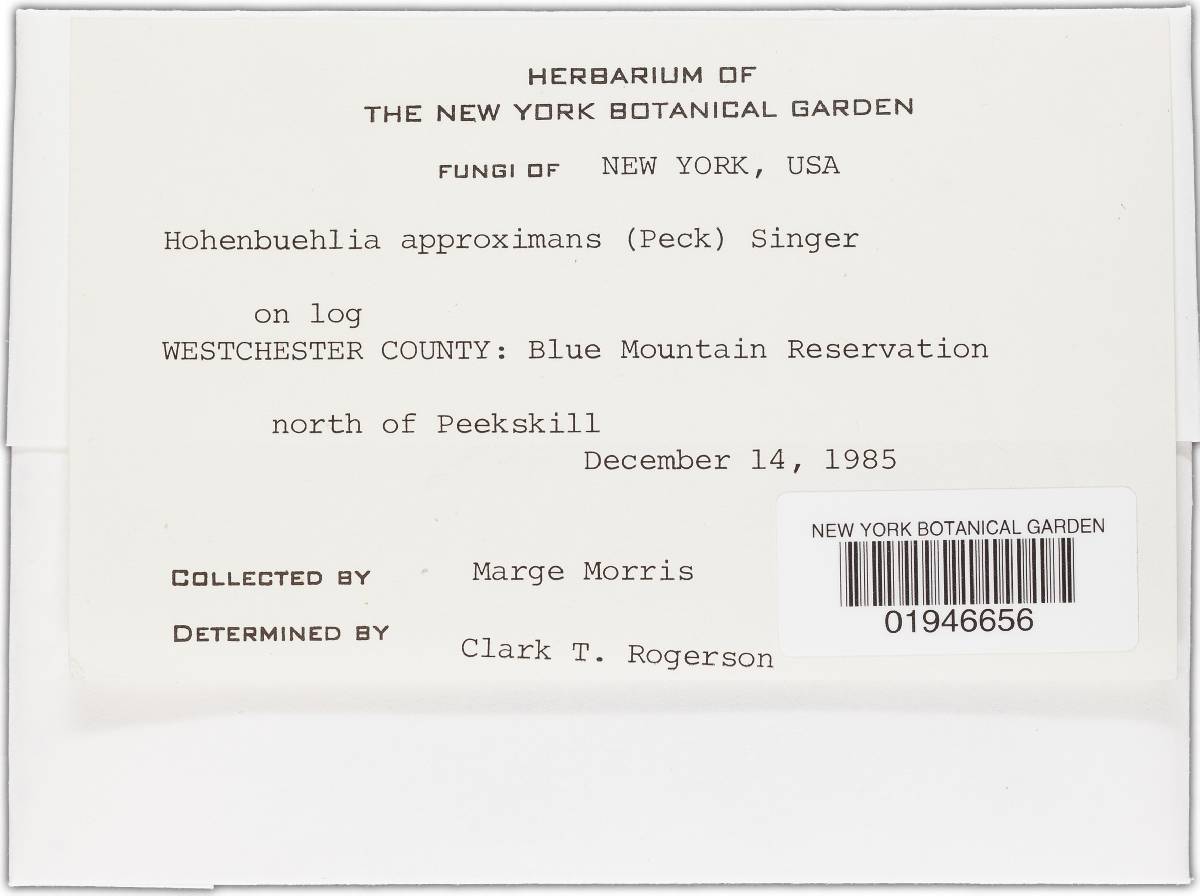 HERBARIUM OF
THE NEW YORK BOTANICAL GARDEN
FUNGI OF NEW YORK, USA
Hohenbuehlia approximans (Peck) Singer
on log
WESTCHESTER COUNTY: Blue Mountain Reservation
north of Peekskill
December 14, 1985
NEW YORK BOTANICAL GARDEN
01946656
COLLECTED BY Marge Morris
DETERMINED BY Clark T. Rogerson